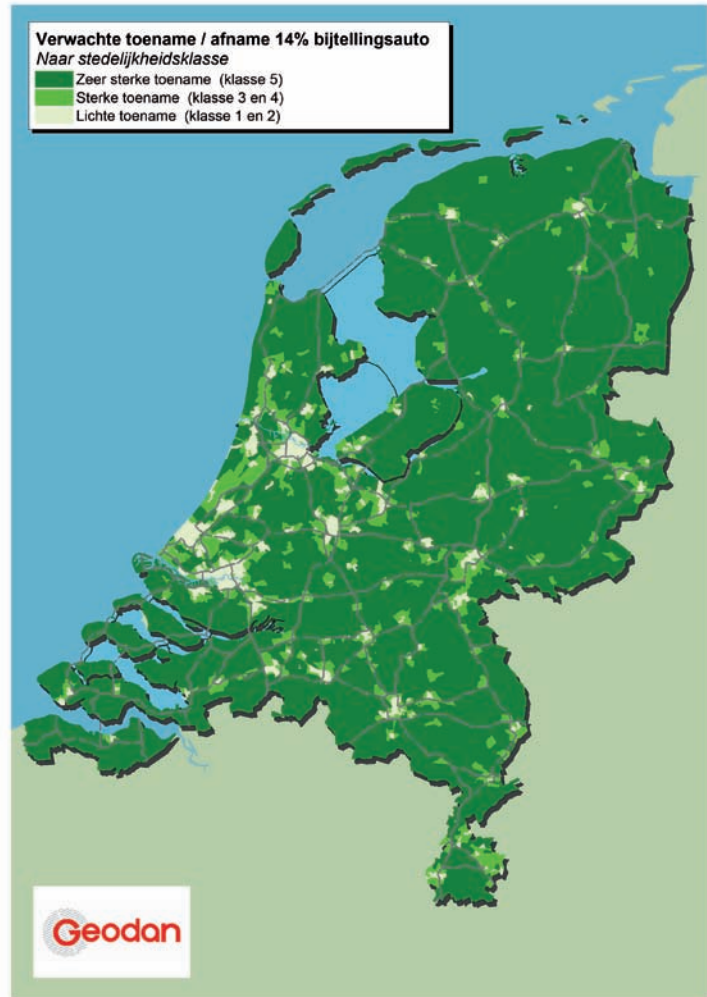 Verwachte toename / afname 14% bijtellingsauto
Naar stedelijkheidsklasse
Zeer sterke toename (klasse 5)
Sterke toename (klasse 3 en 4)
Lichte toename (klasse 1 en 2)
Geodan